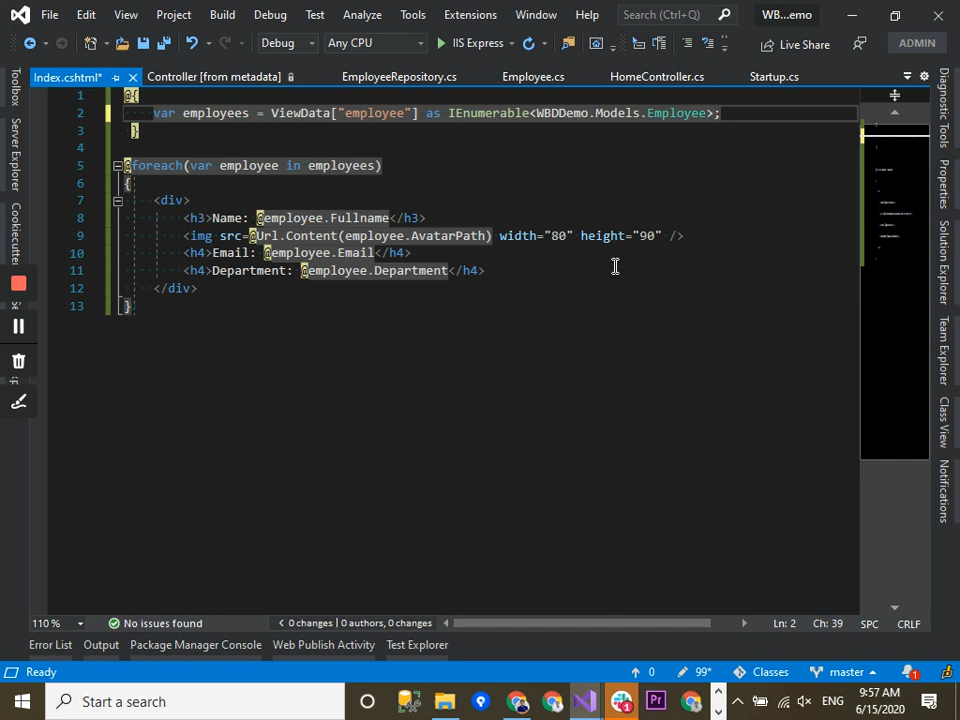 File Edit View Project Build Debug Test Analyze Tools Extensions Window Help Search (Ctrl+Q) WB...emo
Debug Any CPU IIS Express Live Share ADMIN
Index.cshtml* Controller [from metadata] EmployeeRepository.cs Employee.cs HomeController.cs Startup.cs
1 @{
2 var employees = ViewData["employee"] as IEnumerable<WBDDemo.Models.Employee>;
3 }
4
5 @foreach(var employee in employees)
6 {
7 <div>
8 <h3>Name: @employee.Fullname</h3>
9 <img src=@Url.Content(employee.AvatarPath) width="80" height="90" />
10 <h4>Email: @employee.Email</h4>
11 <h4>Department: @employee.Department</h4>
12 </div>
13 }
Toolbox
Server Explorer
Cookiecutter
Diagnostic Tools
Properties
Solution Explorer
Team Explorer
Class View
Notifications
110 % No issues found 0 changes | 0 authors, 0 changes Ln: 2 Ch: 39 SPC CRLF
Error List Output Package Manager Console Web Publish Activity Test Explorer
Ready 0 99* Classes master 1
Type here: Start a search ENG 9:57 AM
6/15/2020